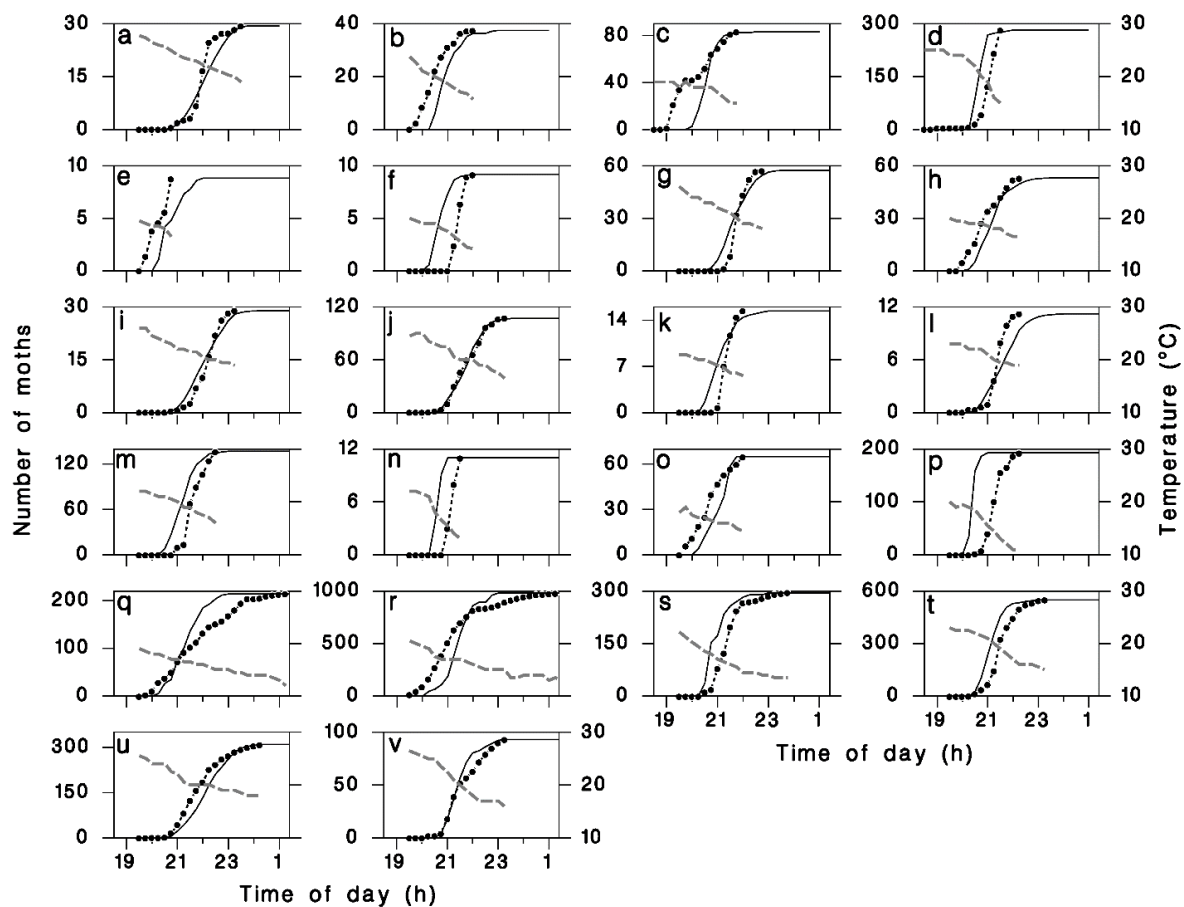 30 40 80 300 30
a b c d
15 20 40 150 20
0 0 0 0 10
10 10 60 60 30
e f g h
5 5 30 30 20
0 0 0 0 10
30 120 14 12 30
i j k l
15 60 7 6 20
0 0 0 0 10
120 12 60 200 30
m n o p
60 6 30 100 20
0 0 0 0 10
200 1000 300 600 30
q r s t
100 500 150 300 20
0 0 0 0 10
19 21 23 1 19 21 23 1
300 100 30
u v
150 50 20
0 0 10
19 21 23 1 19 21 23 1
Number of moths
Temperature (°C)
Time of day (h)
Time of day (h)